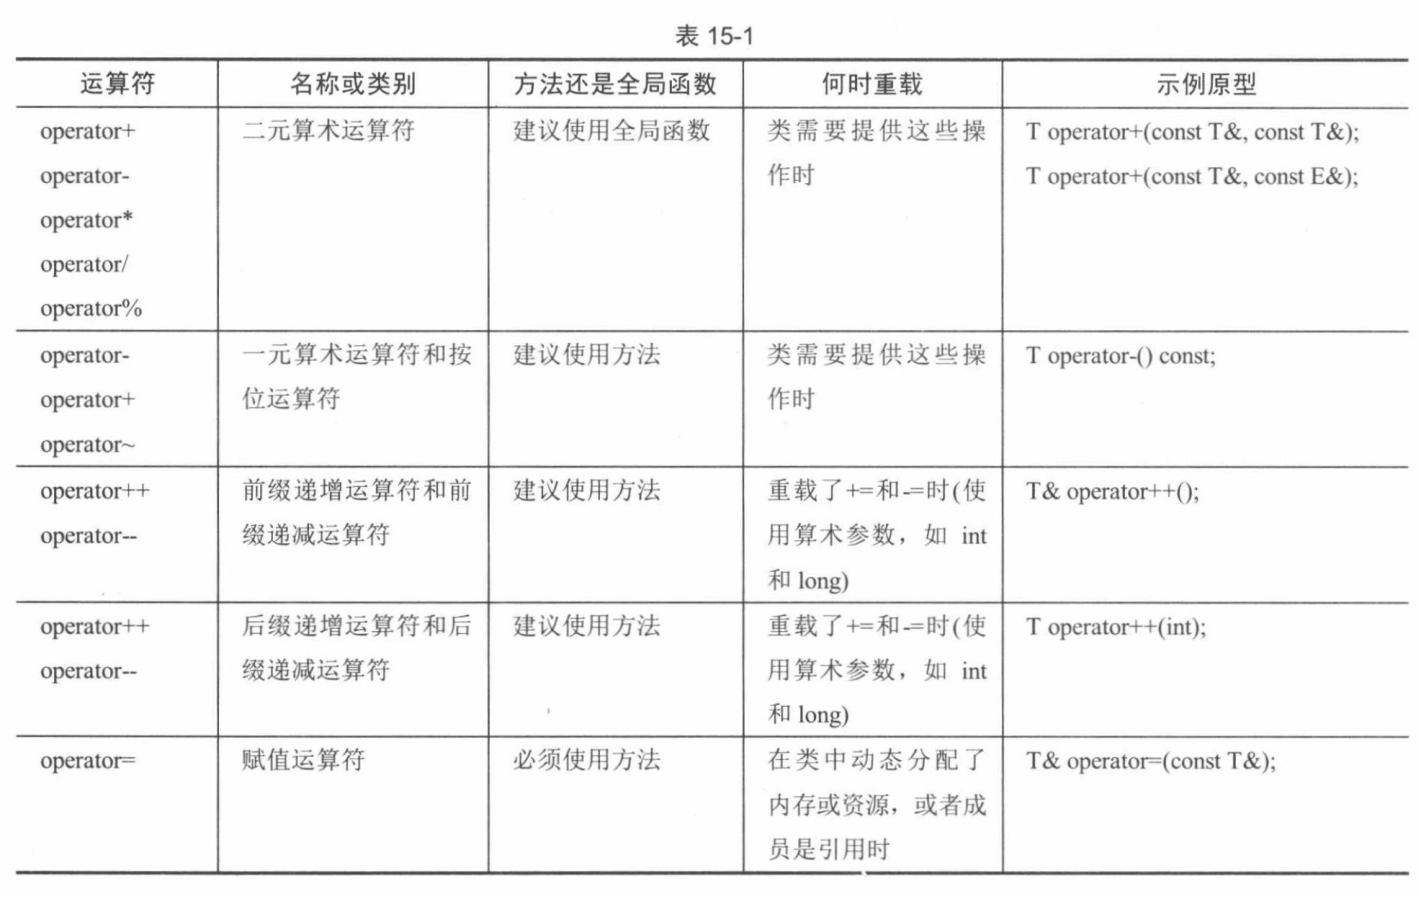 表 15-1
运算符 名称或类别 方法还是全局函数 何时重载 示例原型
operator+ 二元算术运算符 建议使用全局函数 类需要提供这些操 T operator+(const T&, const T&);
operator- 作时 T operator+(const T&, const E&);
operator*
operator/
operator%
operator- 一元算术运算符和按 建议使用方法 类需要提供这些操 T operator-() const;
operator+ 位运算符 作时
operator~
operator++ 前缀递增运算符和前 建议使用方法 重载了+=和-=时(使 T& operator++();
operator-- 缀递减运算符 用算术参数，如 int
和 long)
operator++ 后缀递增运算符和后 建议使用方法 重载了+=和-=时(使 T operator++(int);
operator-- 缀递减运算符 用算术参数，如 int
和 long)
operator= 赋值运算符 必须使用方法 在类中动态分配了 T& operator=(const T&);
内存或资源，或者成
员是引用时